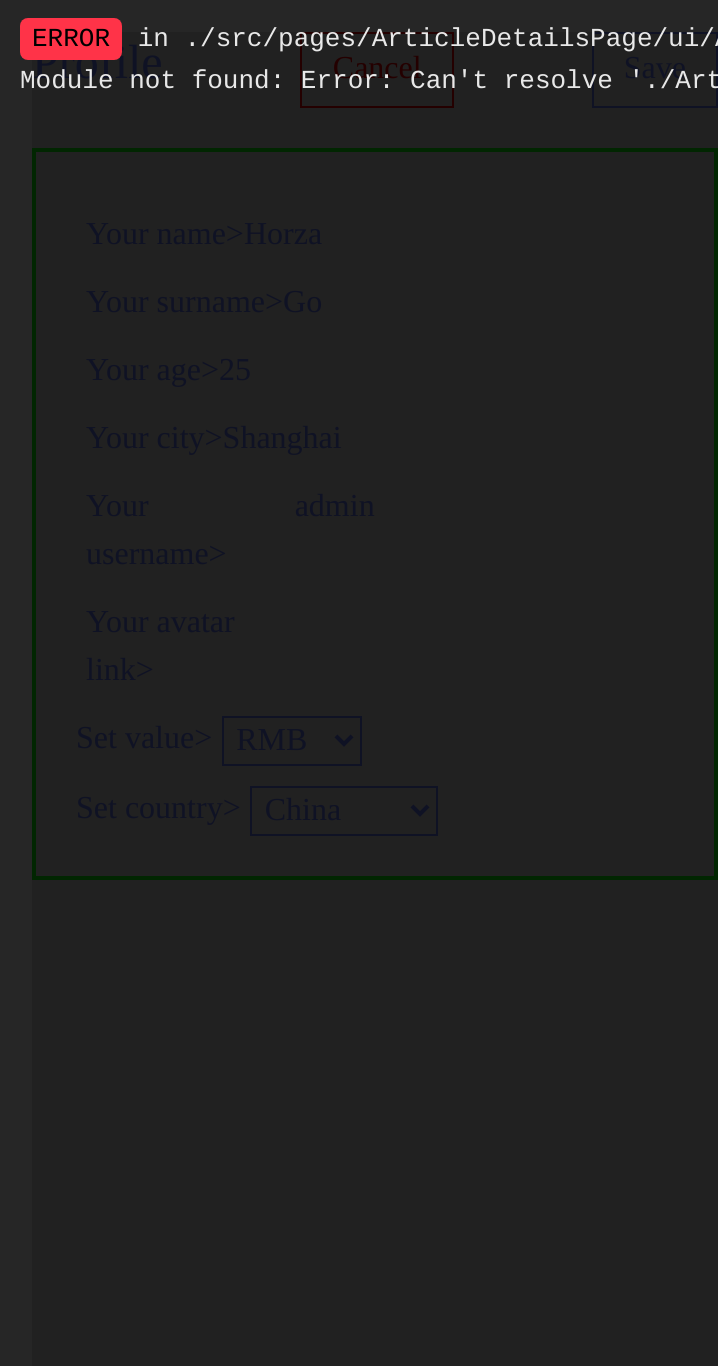 ERROR in ./src/pages/ArticleDetailsPage/ui/
Module not found: Error: Can't resolve './Art
Profile
Cancel
Save
Your name>Horza
Your surname>Go
Your age>25
Your city>Shanghai
Your admin
username>
Your avatar
link>
Set value> RMB
Set country> China